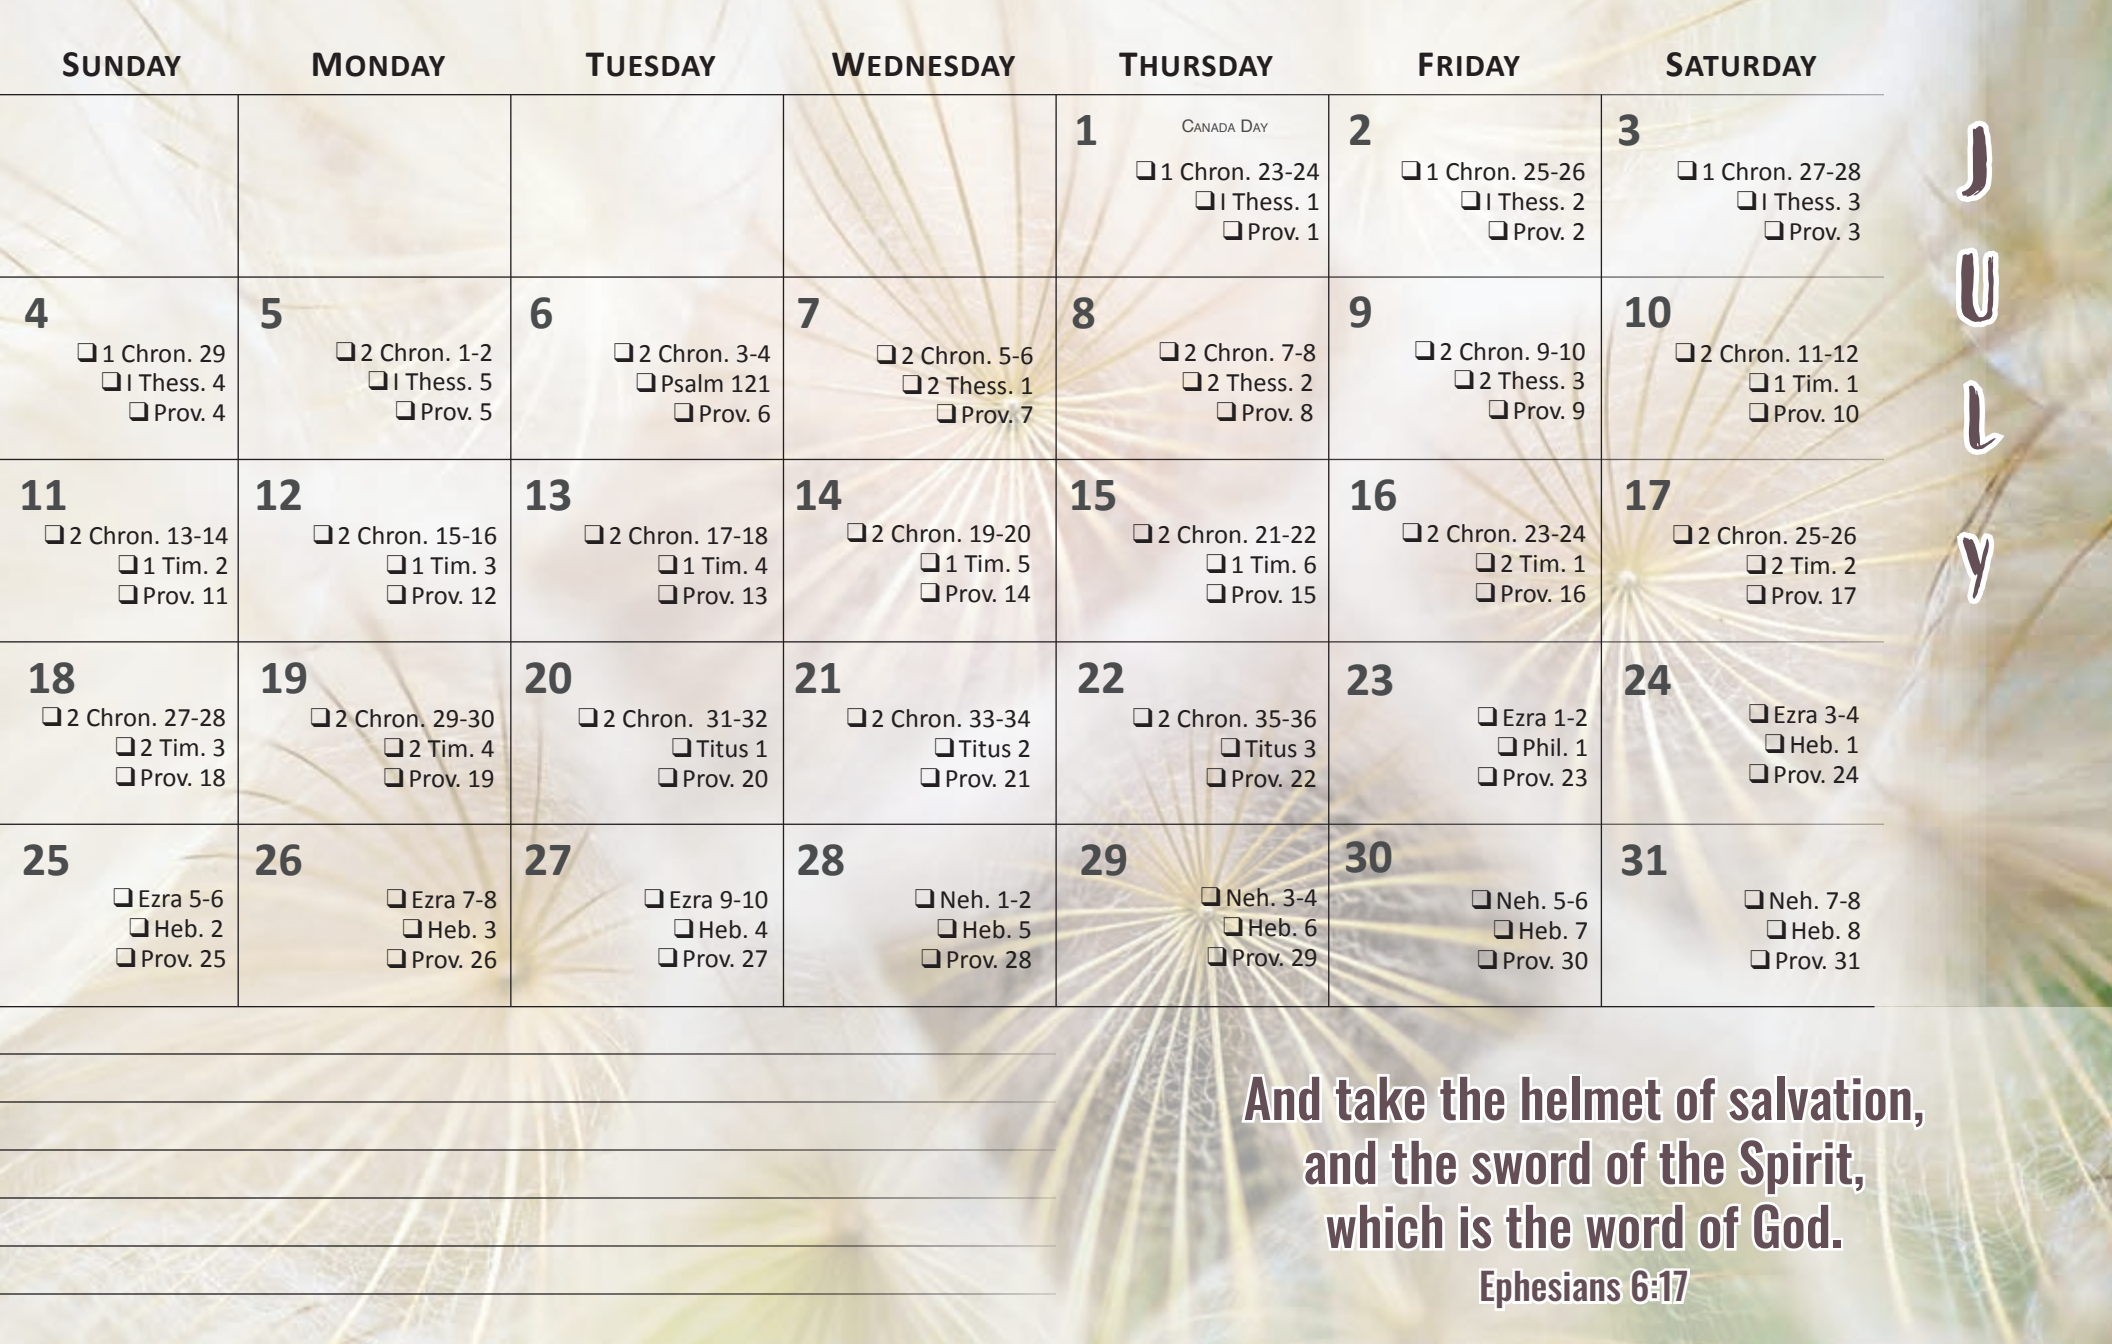 SUNDAY MONDAY TUESDAY WEDNESDAY THURSDAY FRIDAY SATURDAY
1 CANADA DAY
❏ 1 Chron. 23-24
❏ I Thess. 1
❏ Prov. 1
2
❏ 1 Chron. 25-26
❏ I Thess. 2
❏ Prov. 2
3
❏ 1 Chron. 27-28
❏ I Thess. 3
❏ Prov. 3
4
❏ 1 Chron. 29
❏ I Thess. 4
❏ Prov. 4
5
❏ 2 Chron. 1-2
❏ I Thess. 5
❏ Prov. 5
6
❏ 2 Chron. 3-4
❏ Psalm 121
❏ Prov. 6
7
❏ 2 Chron. 5-6
❏ 2 Thess. 1
❏ Prov. 7
8
❏ 2 Chron. 7-8
❏ 2 Thess. 2
❏ Prov. 8
9
❏ 2 Chron. 9-10
❏ 2 Thess. 3
❏ Prov. 9
10
❏ 2 Chron. 11-12
❏ 1 Tim. 1
❏ Prov. 10
11
❏ 2 Chron. 13-14
❏ 1 Tim. 2
❏ Prov. 11
12
❏ 2 Chron. 15-16
❏ 1 Tim. 3
❏ Prov. 12
13
❏ 2 Chron. 17-18
❏ 1 Tim. 4
❏ Prov. 13
14
❏ 2 Chron. 19-20
❏ 1 Tim. 5
❏ Prov. 14
15
❏ 2 Chron. 21-22
❏ 1 Tim. 6
❏ Prov. 15
16
❏ 2 Chron. 23-24
❏ 2 Tim. 1
❏ Prov. 16
17
❏ 2 Chron. 25-26
❏ 2 Tim. 2
❏ Prov. 17
18
❏ 2 Chron. 27-28
❏ 2 Tim. 3
❏ Prov. 18
19
❏ 2 Chron. 29-30
❏ 2 Tim. 4
❏ Prov. 19
20
❏ 2 Chron. 31-32
❏ Titus 1
❏ Prov. 20
21
❏ 2 Chron. 33-34
❏ Titus 2
❏ Prov. 21
22
❏ 2 Chron. 35-36
❏ Titus 3
❏ Prov. 22
23
❏ Ezra 1-2
❏ Phil. 1
❏ Prov. 23
24
❏ Ezra 3-4
❏ Heb. 1
❏ Prov. 24
25
❏ Ezra 5-6
❏ Heb. 2
❏ Prov. 25
26
❏ Ezra 7-8
❏ Heb. 3
❏ Prov. 26
27
❏ Ezra 9-10
❏ Heb. 4
❏ Prov. 27
28
❏ Neh. 1-2
❏ Heb. 5
❏ Prov. 28
29
❏ Neh. 3-4
❏ Heb. 6
❏ Prov. 29
30
❏ Neh. 5-6
❏ Heb. 7
❏ Prov. 30
31
❏ Neh. 7-8
❏ Heb. 8
❏ Prov. 31
JULY
And take the helmet of salvation,
and the sword of the Spirit,
which is the word of God.
Ephesians 6:17